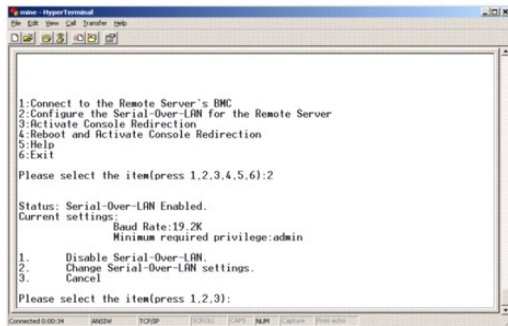 mine - HyperTerminal
File Edit View Call Transfer Help
1:Connect to the Remote Server's BMC
2:Configure the Serial-Over-LAN for the Remote Server
3:Activate Console Redirection
4:Reboot and Activate Console Redirection
5:Help
6:Exit
Please select the item(press 1,2,3,4,5,6):2
Status: Serial-Over-LAN Enabled.
Current settings:
Baud Rate:19.2K
Minimum required privilege:admin
1. Disable Serial-Over-LAN.
2. Change Serial-Over-LAN settings.
3. Cancel
Please select the item(press 1,2,3):
Connected 0:00:34 ANSIW TCP/IP SCROLL CAPS NUM Capture Print echo